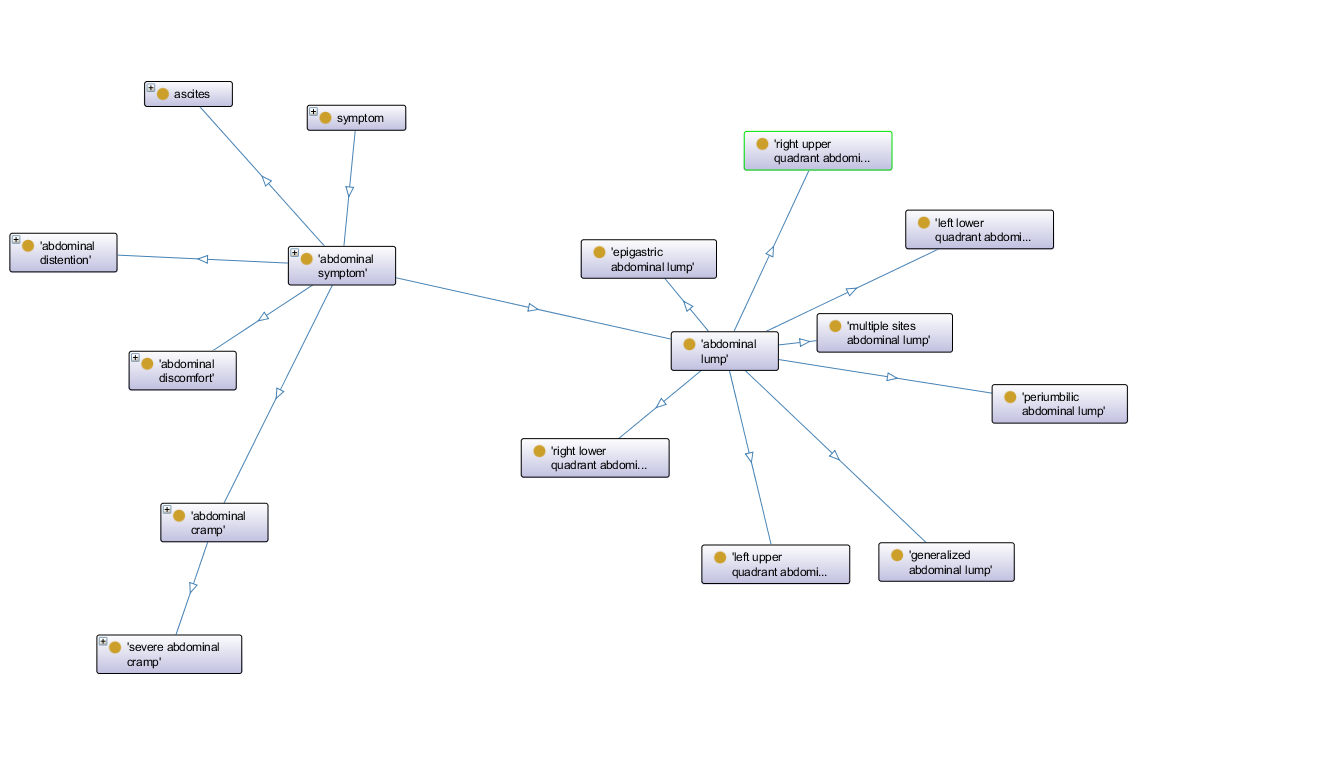 ascites
symptom
'right upper
quadrant abdomi...
'left lower
quadrant abdomi...
'abdominal
distention'
'abdominal
symptom'
'epigastric
abdominal lump'
'multiple sites
abdominal lump'
'abdominal
lump'
'abdominal
discomfort'
'periumbilic
abdominal lump'
'right lower
quadrant abdomi...
'abdominal
cramp'
'left upper
quadrant abdomi...
'generalized
abdominal lump'
'severe abdominal
cramp'